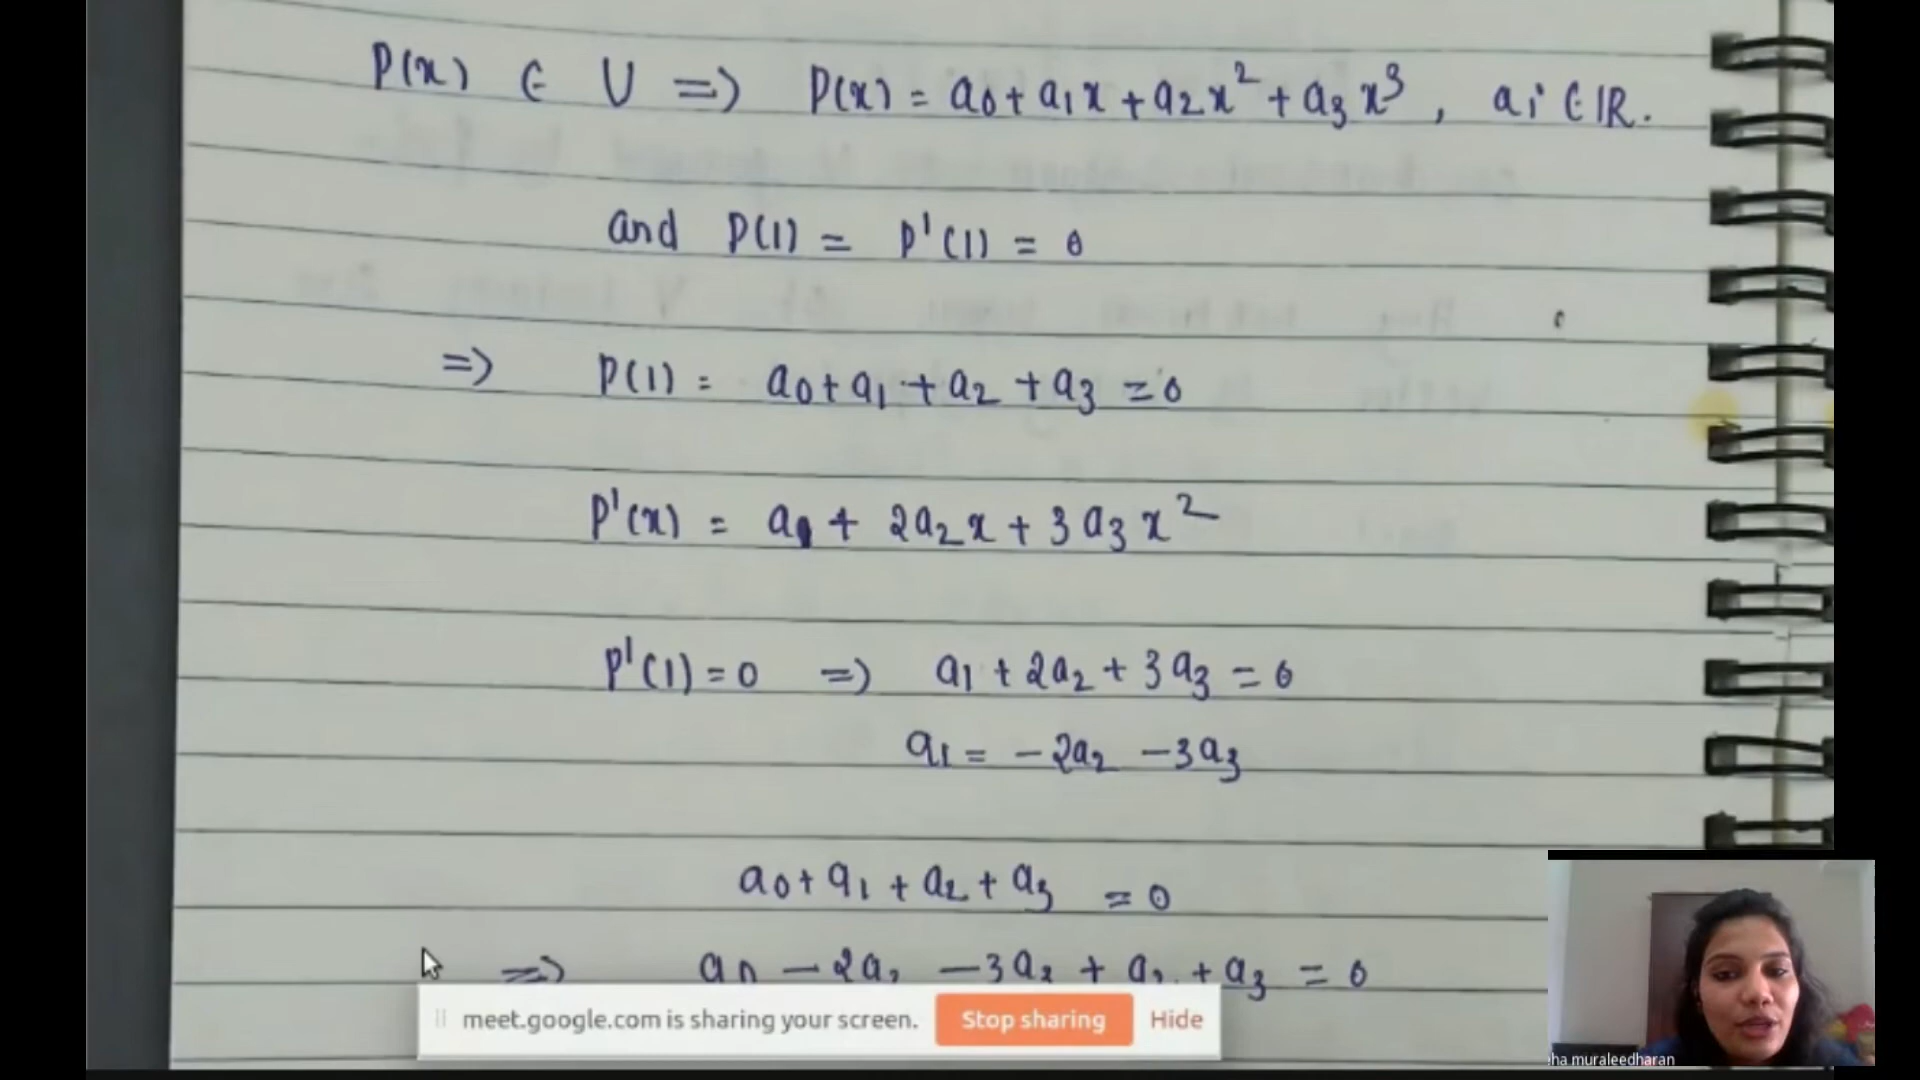 P(x) ∈ U ⇒ P(x) = a0 + a1x + a2x² + a3x³, ai ∈ ℝ.
and P(1) = P'(1) = 0
⇒ P(1) = a0 + a1 + a2 + a3 = 0
P'(x) = a1 + 2a2x + 3a3x²
P'(1) = 0 ⇒ a1 + 2a2 + 3a3 = 0
a1 = -2a2 - 3a3
a0 + a1 + a2 + a3 = 0
⇒ a0 - 2a2 - 3a3 + a2 + a3 = 0
meet.google.com is sharing your screen. Stop sharing Hide
muraleedharan